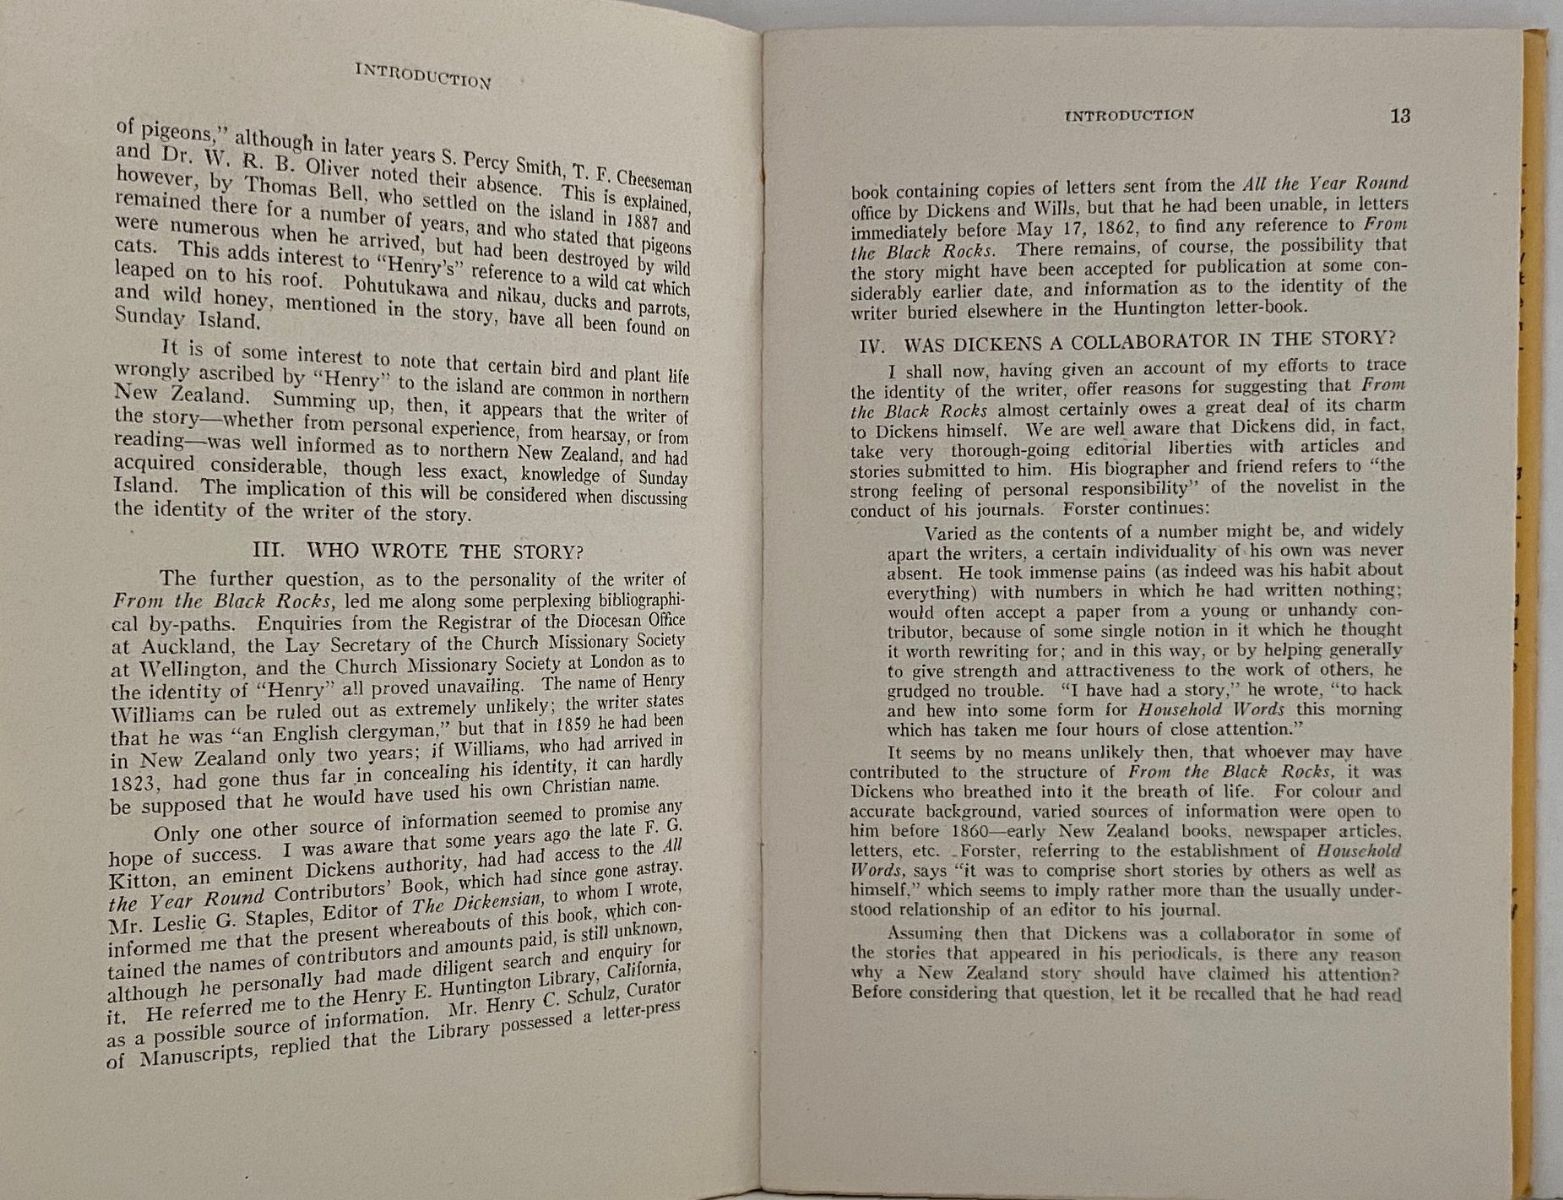 INTRODUCTION
of pigeons," although in later years S. Percy Smith, T. F. Cheeseman
and Dr. W. R. B. Oliver noted their absence. This is explained,
however, by Thomas Bell, who settled on the island in 1887 and
remained there for a number of years, and who stated that pigeons
were numerous when he arrived, but had been destroyed by wild
cats. This adds interest to "Henry's" reference to a wild cat which
leaped on to his roof. Pohutukawa and nikau, ducks and parrots,
and wild honey, mentioned in the story, have all been found on
Sunday Island.
It is of some interest to note that certain bird and plant life
wrongly ascribed by "Henry" to the island are common in northern
New Zealand. Summing up, then, it appears that the writer of
the story—whether from personal experience, from hearsay, or from
reading—was well informed as to northern New Zealand, and had
acquired considerable, though less exact, knowledge of Sunday
Island. The implication of this will be considered when discussing
the identity of the writer of the story.
III. WHO WROTE THE STORY?
The further question, as to the personality of the writer of
From the Black Rocks, led me along some perplexing bibliographi-
cal by-paths. Enquiries from the Registrar of the Diocesan Office
at Auckland, the Lay Secretary of the Church Missionary Society
at Wellington, and the Church Missionary Society at London as to
the identity of "Henry" all proved unavailing. The name of Henry
Williams can be ruled out as extremely unlikely; the writer states
that he was "an English clergyman," but that in 1859 he had been
in New Zealand only two years; if Williams, who had arrived in
1823, had gone thus far in concealing his identity, it can hardly
be supposed that he would have used his own Christian name.
Only one other source of information seemed to promise any
hope of success. I was aware that some years ago the late F. G.
Kitton, an eminent Dickens authority, had had access to the All
the Year Round Contributors' Book, which had since gone astray.
Mr. Leslie G. Staples, Editor of The Dickensian, to whom I wrote,
informed me that the present whereabouts of this book, which con-
tained the names of contributors and amounts paid, is still unknown,
although he personally had made diligent search and enquiry for
it. He referred me to the Henry E. Huntington Library, California,
as a possible source of information. Mr. Henry C. Schulz, Curator
of Manuscripts, replied that the Library possessed a letter-press
INTRODUCTION 13
book containing copies of letters sent from the All the Year Round
office by Dickens and Wills, but that he had been unable, in letters
immediately before May 17, 1862, to find any reference to From
the Black Rocks. There remains, of course, the possibility that
the story might have been accepted for publication at some con-
siderably earlier date, and information as to the identity of the
writer buried elsewhere in the Huntington letter-book.
IV. WAS DICKENS A COLLABORATOR IN THE STORY?
I shall now, having given an account of my efforts to trace
the identity of the writer, offer reasons for suggesting that From
the Black Rocks almost certainly owes a great deal of its charm
to Dickens himself. We are well aware that Dickens did, in fact,
take very thorough-going editorial liberties with articles and
stories submitted to him. His biographer and friend refers to "the
strong feeling of personal responsibility" of the novelist in the
conduct of his journals. Forster continues:
Varied as the contents of a number might be, and widely
apart the writers, a certain individuality of his own was never
absent. He took immense pains (as indeed was his habit about
everything) with numbers in which he had written nothing;
would often accept a paper from a young or unhandy con-
tributor, because of some single notion in it which he thought
it worth rewriting for; and in this way, or by helping generally
to give strength and attractiveness to the work of others, he
grudged no trouble. "I have had a story," he wrote, "to hack
and hew into some form for Household Words this morning
which has taken me four hours of close attention."
It seems by no means unlikely then, that whoever may have
contributed to the structure of From the Black Rocks, it was
Dickens who breathed into it the breath of life. For colour and
accurate background, varied sources of information were open to
him before 1860—early New Zealand books, newspaper articles,
letters, etc. Forster, referring to the establishment of Household
Words, says "it was to comprise short stories by others as well as
himself," which seems to imply rather more than the usually under-
stood relationship of an editor to his journal.
Assuming then that Dickens was a collaborator in some of
the stories that appeared in his periodicals, is there any reason
why a New Zealand story should have claimed his attention?
Before considering that question, let it be recalled that he had read